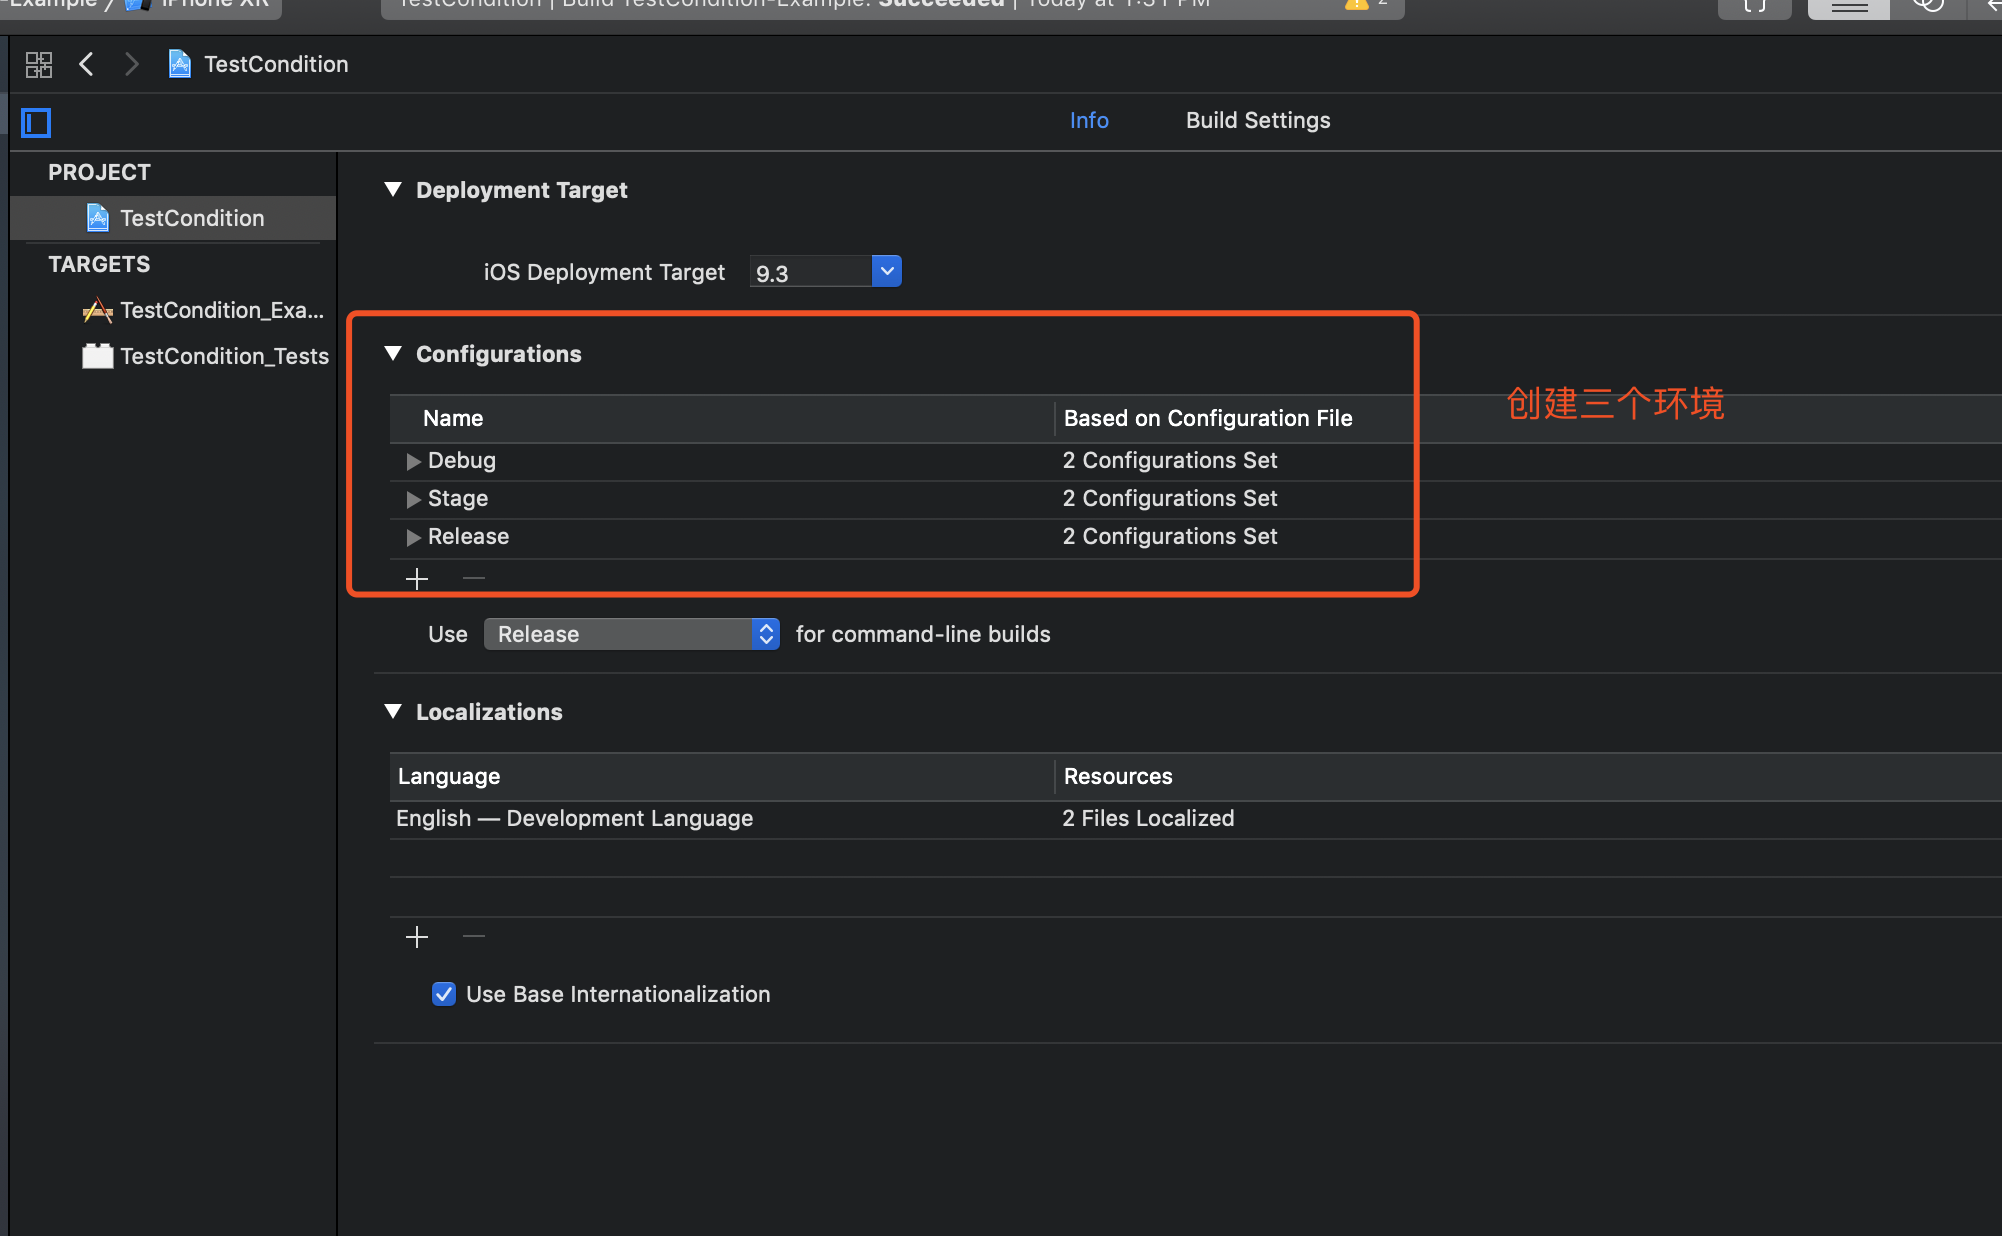 -Example / iPhone XR
TestCondition | Build TestCondition-Example: Succeeded | Today at 1:31 PM
2
TestCondition
Info
Build Settings
PROJECT
TestCondition
TARGETS
TestCondition_Exa...
TestCondition_Tests
Deployment Target
iOS Deployment Target 9.3
Configurations
创建三个环境
Name Based on Configuration File
Debug 2 Configurations Set
Stage 2 Configurations Set
Release 2 Configurations Set
Use Release for command-line builds
Localizations
Language Resources
English — Development Language 2 Files Localized
Use Base Internationalization